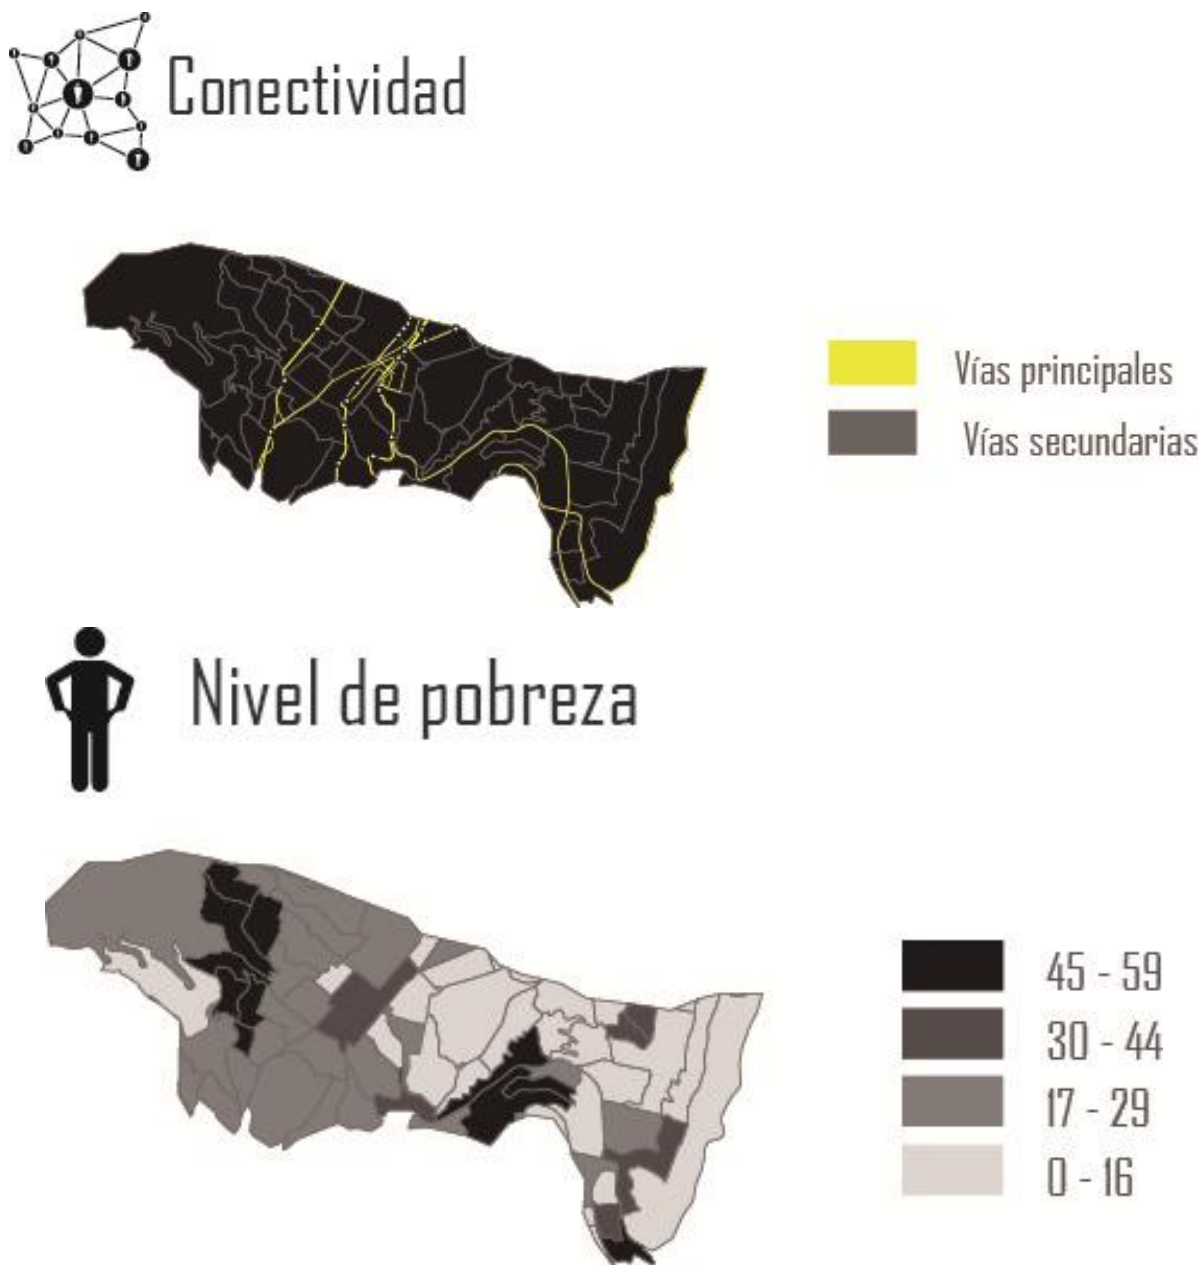 Conectividad
Vías principales
Vías secundarias
Nivel de pobreza
45 - 59
30 - 44
17 - 29
0 - 16